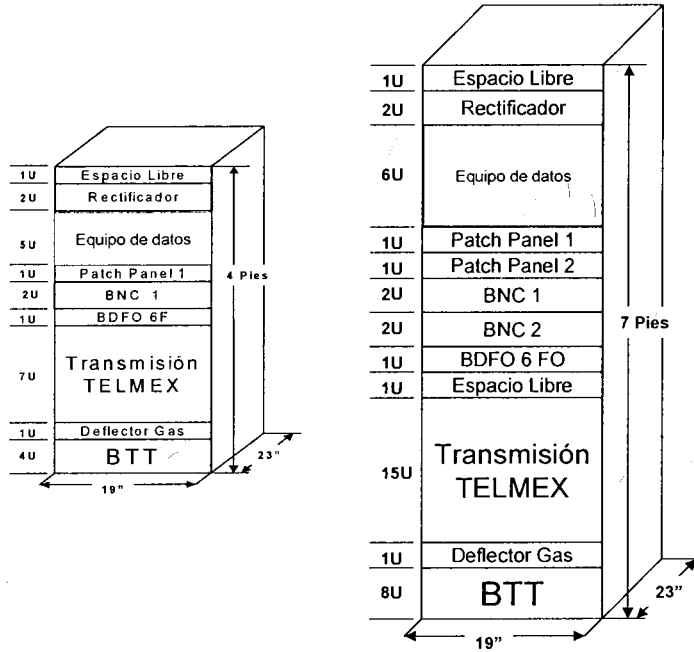 1U Espacio Libre
2U Rectificador
5U Equipo de datos
1U Patch Panel 1
2U BNC 1
1U BDFO 6F
7U Transmisión
TELMEX
1U Deflector Gas
4U BTT
4 Pies
19”
23”
1U Espacio Libre
2U Rectificador
6U Equipo de datos
1U Patch Panel 1
1U Patch Panel 2
2U BNC 1
2U BNC 2
1U BDFO 6 FO
1U Espacio Libre
15U Transmisión
TELMEX
1U Deflector Gas
8U BTT
7 Pies
19”
23”